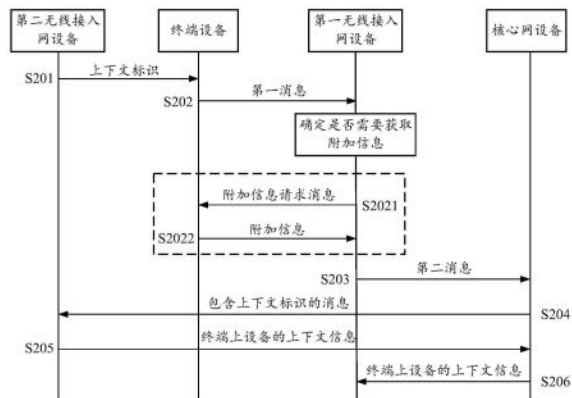 第二无线接入
网设备
终端设备
第一无线接入
网设备
核心网设备
S201
上下文标识
S202
第一消息
确定是否需要获取
附加信息
附加信息请求消息
S2021
S2022
附加信息
S203
第二消息
包含上下文标识的消息
S204
S205
终端上设备的上下文信息
终端上设备的上下文信息
S206